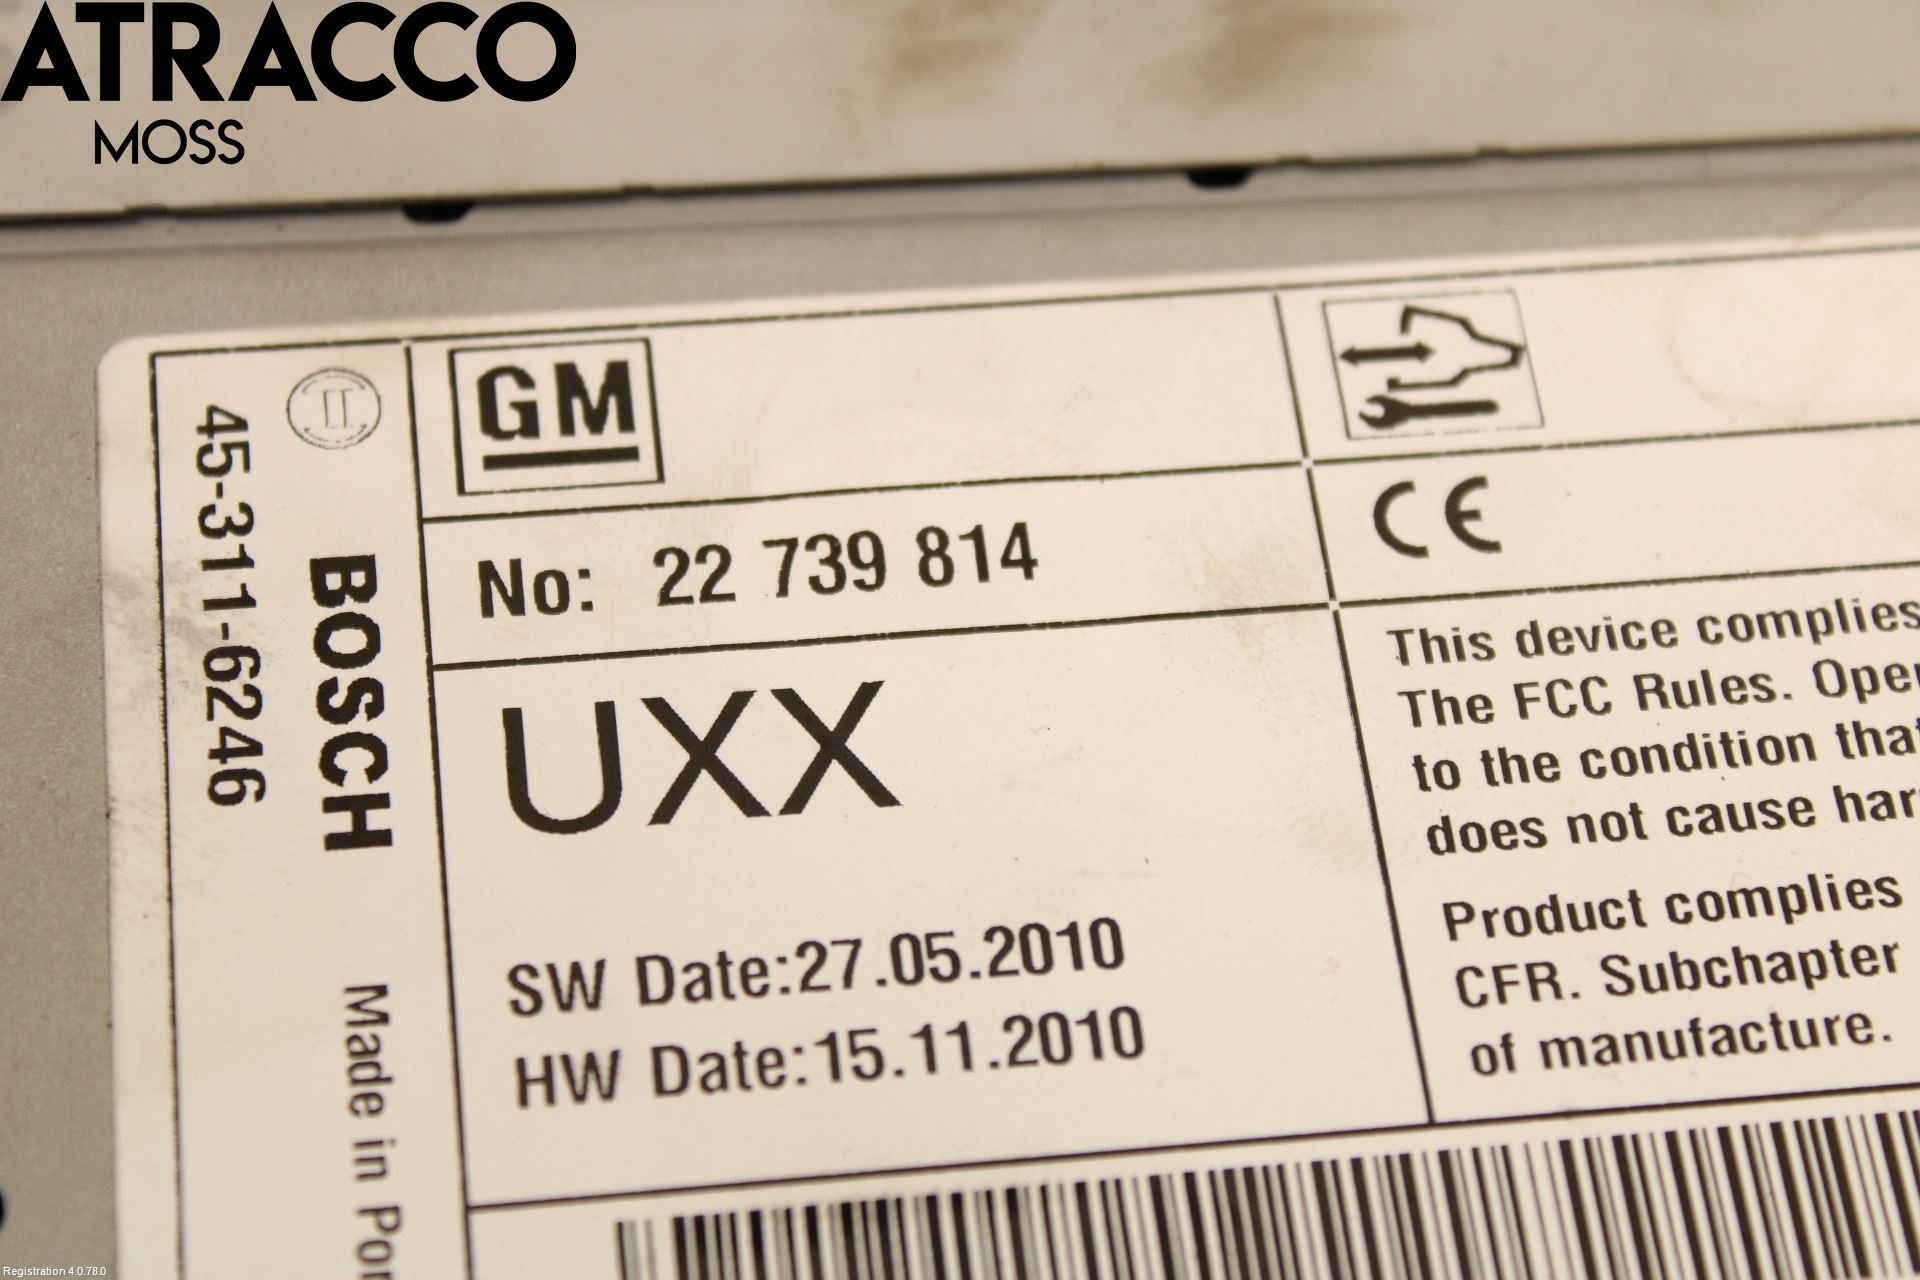 ATRACCO
MOSS
45-311-6246
BOSCH Made in Por
GM
No: 22 739 814
UXX
SW Date:27.05.2010
HW Date:15.11.2010
CE
This device complies
The FCC Rules. Oper
to the condition that
does not cause har
Product complies
CFR. Subchapter
of manufacture.
Registration 4.0.78.0